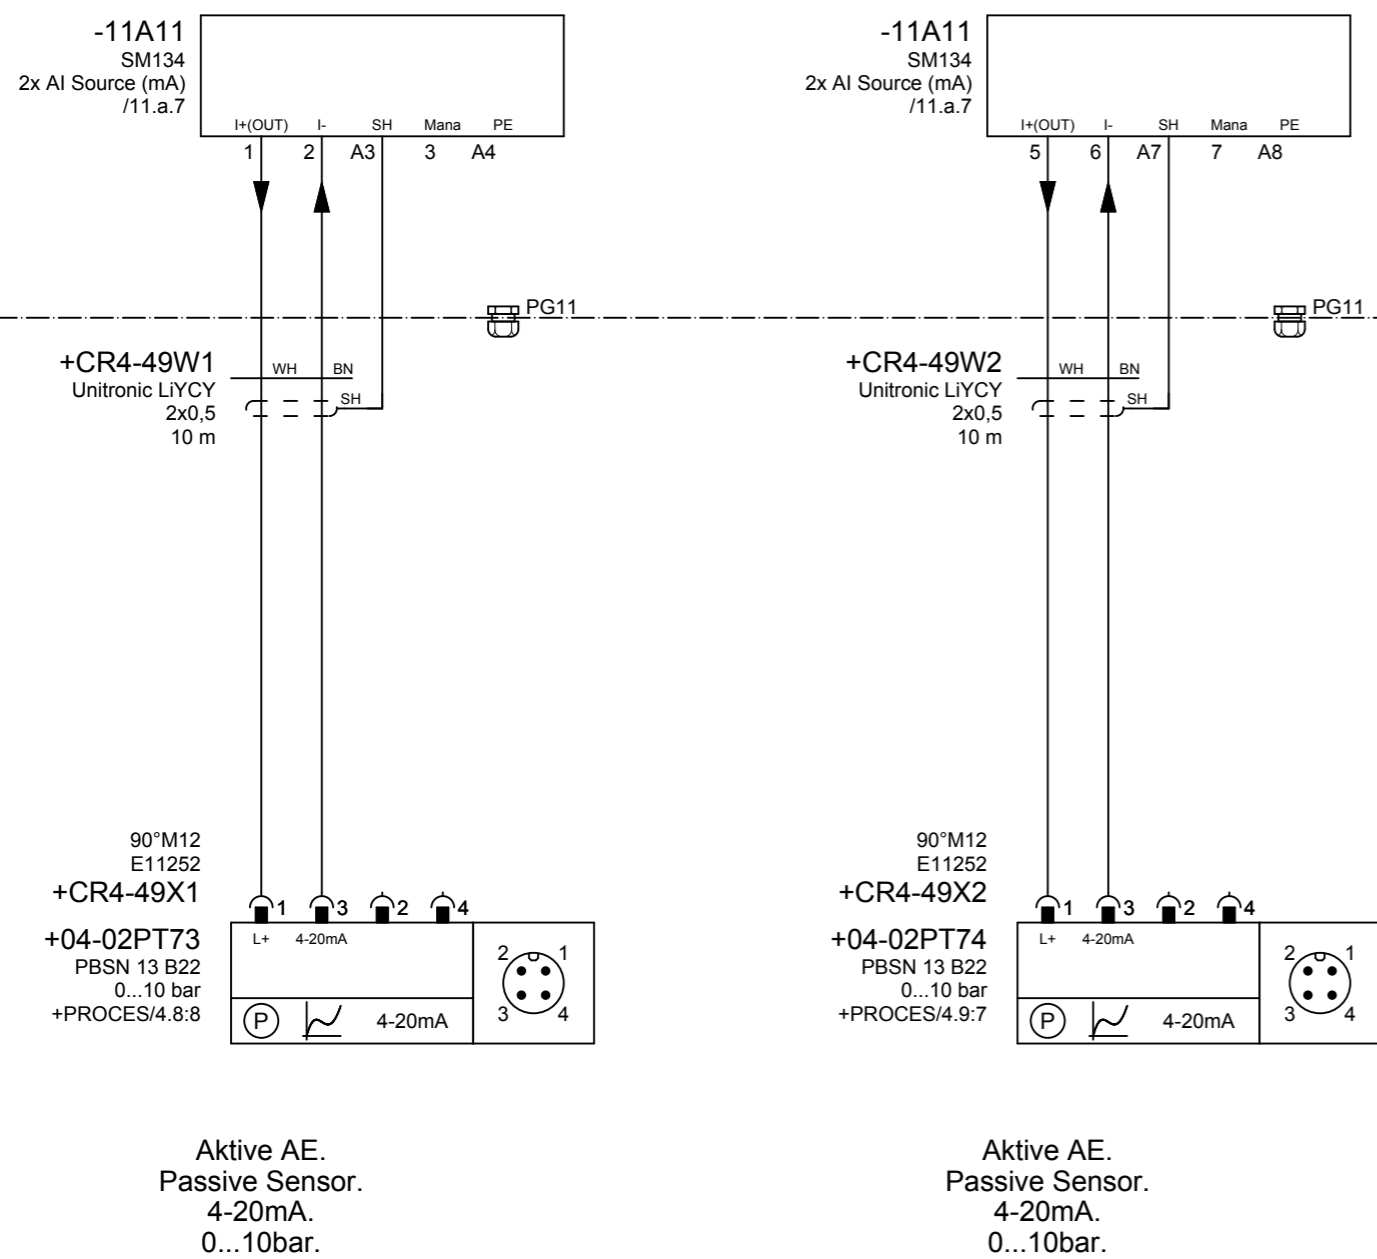 -11A11
SM134
2x AI Source (mA)
/11.a.7
I+(OUT) I- SH Mana PE
1 2 A3 3 A4
PG11
+CR4-49W1
Unitronic LiYCY
2x0,5
10 m
WH BN
SH
90°M12
E11252
+CR4-49X1
1 3 2 4
+04-02PT73
PBSN 13 B22
0...10 bar
+PROCES/4.8:8
L+ 4-20mA
P 4-20mA
2 1
3 4
Aktive AE.
Passive Sensor.
4-20mA.
0...10bar.
-11A11
SM134
2x AI Source (mA)
/11.a.7
I+(OUT) I- SH Mana PE
5 6 A7 7 A8
PG11
+CR4-49W2
Unitronic LiYCY
2x0,5
10 m
WH BN
SH
90°M12
E11252
+CR4-49X2
1 3 2 4
+04-02PT74
PBSN 13 B22
0...10 bar
+PROCES/4.9:7
L+ 4-20mA
P 4-20mA
2 1
3 4
Aktive AE.
Passive Sensor.
4-20mA.
0...10bar.